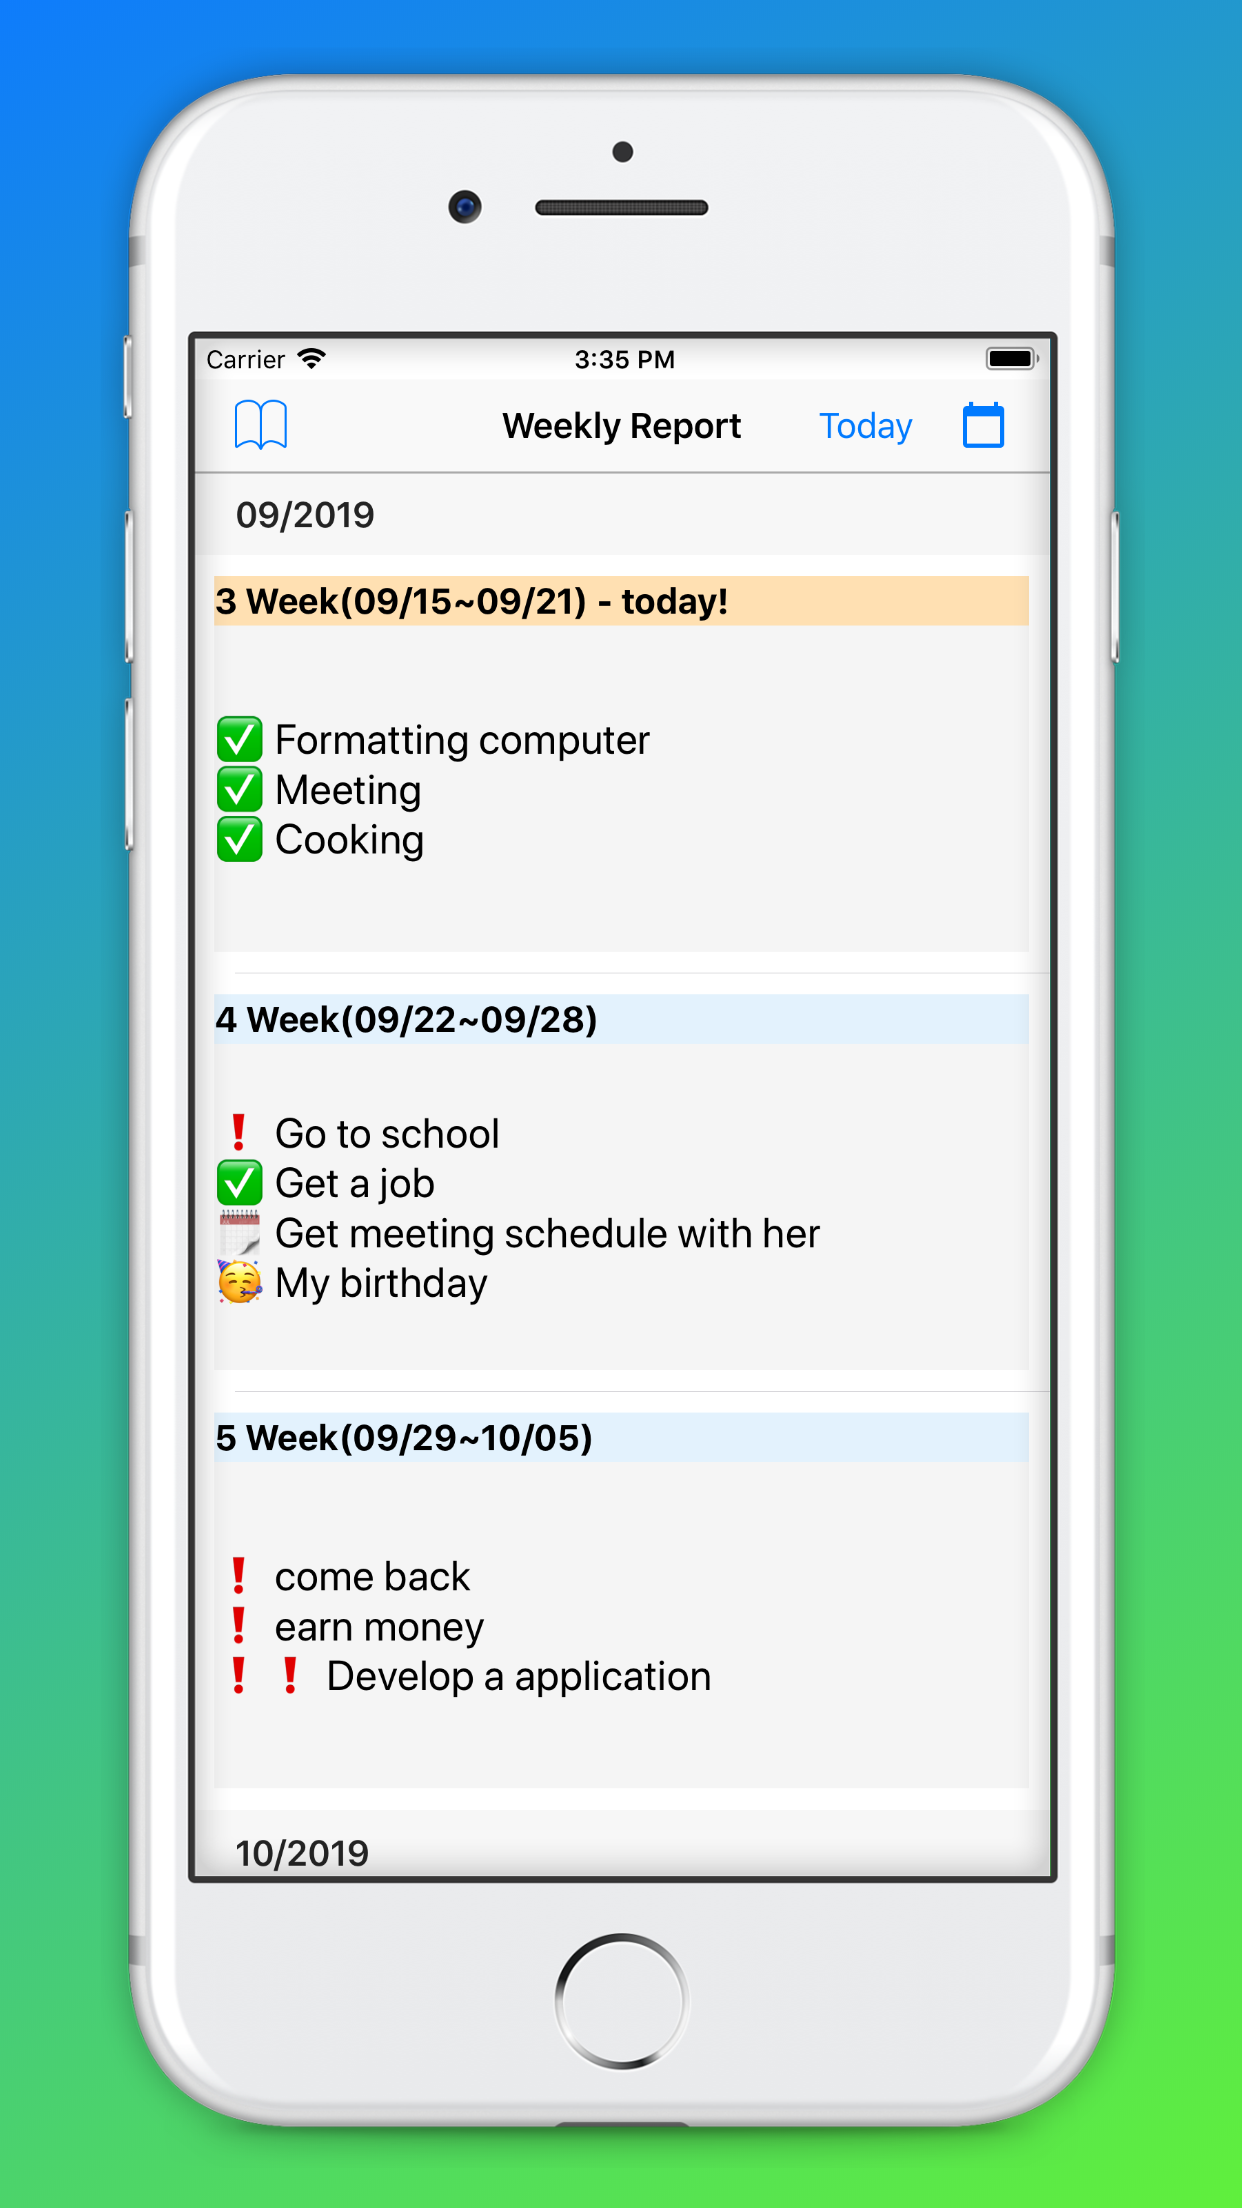 Carrier 3:35 PM
Weekly Report Today
09/2019
3 Week(09/15~09/21) - today!
✅ Formatting computer
✅ Meeting
✅ Cooking
4 Week(09/22~09/28)
❗ Go to school
✅ Get a job
🗓 Get meeting schedule with her
🥳 My birthday
5 Week(09/29~10/05)
❗ come back
❗ earn money
❗❗ Develop a application
10/2019